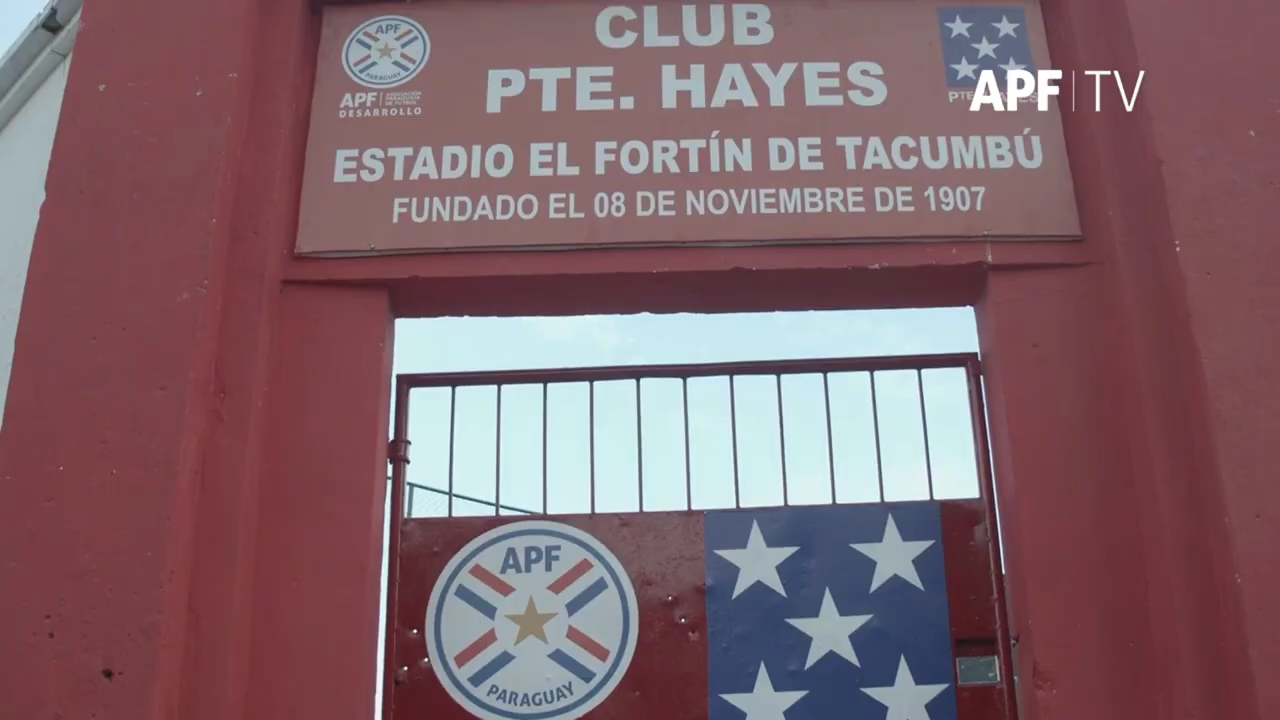 APF
PARAGUAY
APF | ASOCIACIÓN PARAGUAYA DE FÚTBOL
DESARROLLO
CLUB
PTE. HAYES
ESTADIO EL FORTÍN DE TACUMBÚ
FUNDADO EL 08 DE NOVIEMBRE DE 1907
APF | TV
APF
PARAGUAY